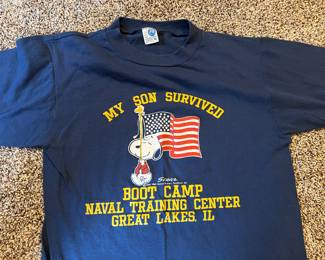 MY SON SURVIVED
BOOT CAMP
NAVAL TRAINING CENTER
GREAT LAKES, IL